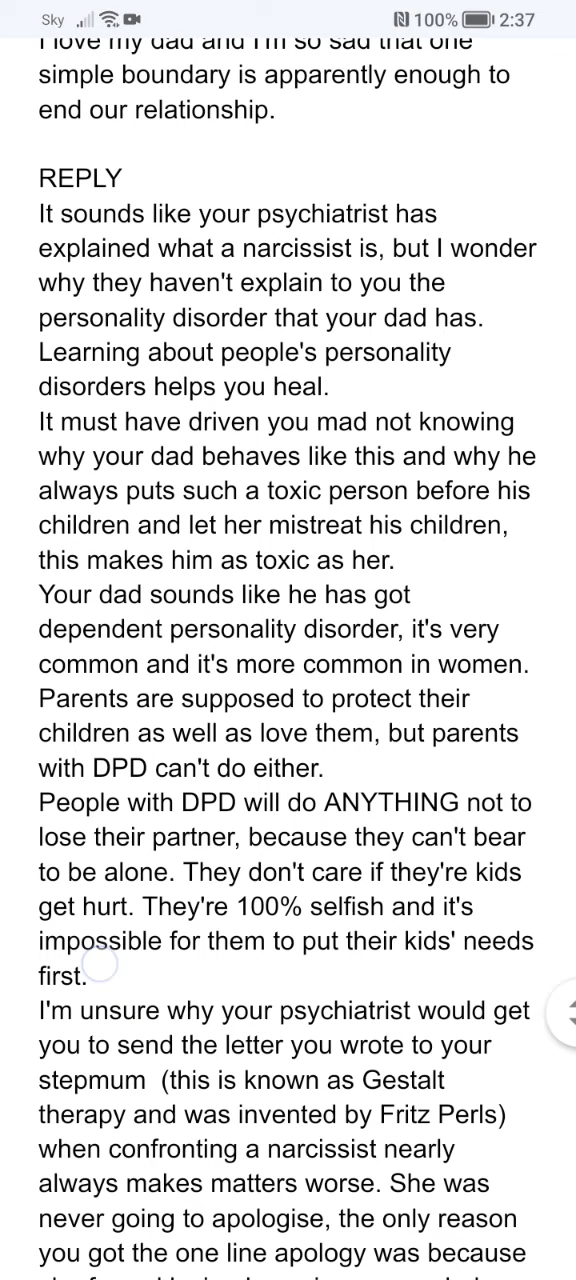 Sky 100% 2:37
I love my dad and I'm so sad that one
simple boundary is apparently enough to
end our relationship.
REPLY
It sounds like your psychiatrist has
explained what a narcissist is, but I wonder
why they haven't explain to you the
personality disorder that your dad has.
Learning about people's personality
disorders helps you heal.
It must have driven you mad not knowing
why your dad behaves like this and why he
always puts such a toxic person before his
children and let her mistreat his children,
this makes him as toxic as her.
Your dad sounds like he has got
dependent personality disorder, it's very
common and it's more common in women.
Parents are supposed to protect their
children as well as love them, but parents
with DPD can't do either.
People with DPD will do ANYTHING not to
lose their partner, because they can't bear
to be alone. They don't care if they're kids
get hurt. They're 100% selfish and it's
impossible for them to put their kids' needs
first.
I'm unsure why your psychiatrist would get
you to send the letter you wrote to your
stepmum  (this is known as Gestalt
therapy and was invented by Fritz Perls)
when confronting a narcissist nearly
always makes matters worse. She was
never going to apologise, the only reason
you got the one line apology was because